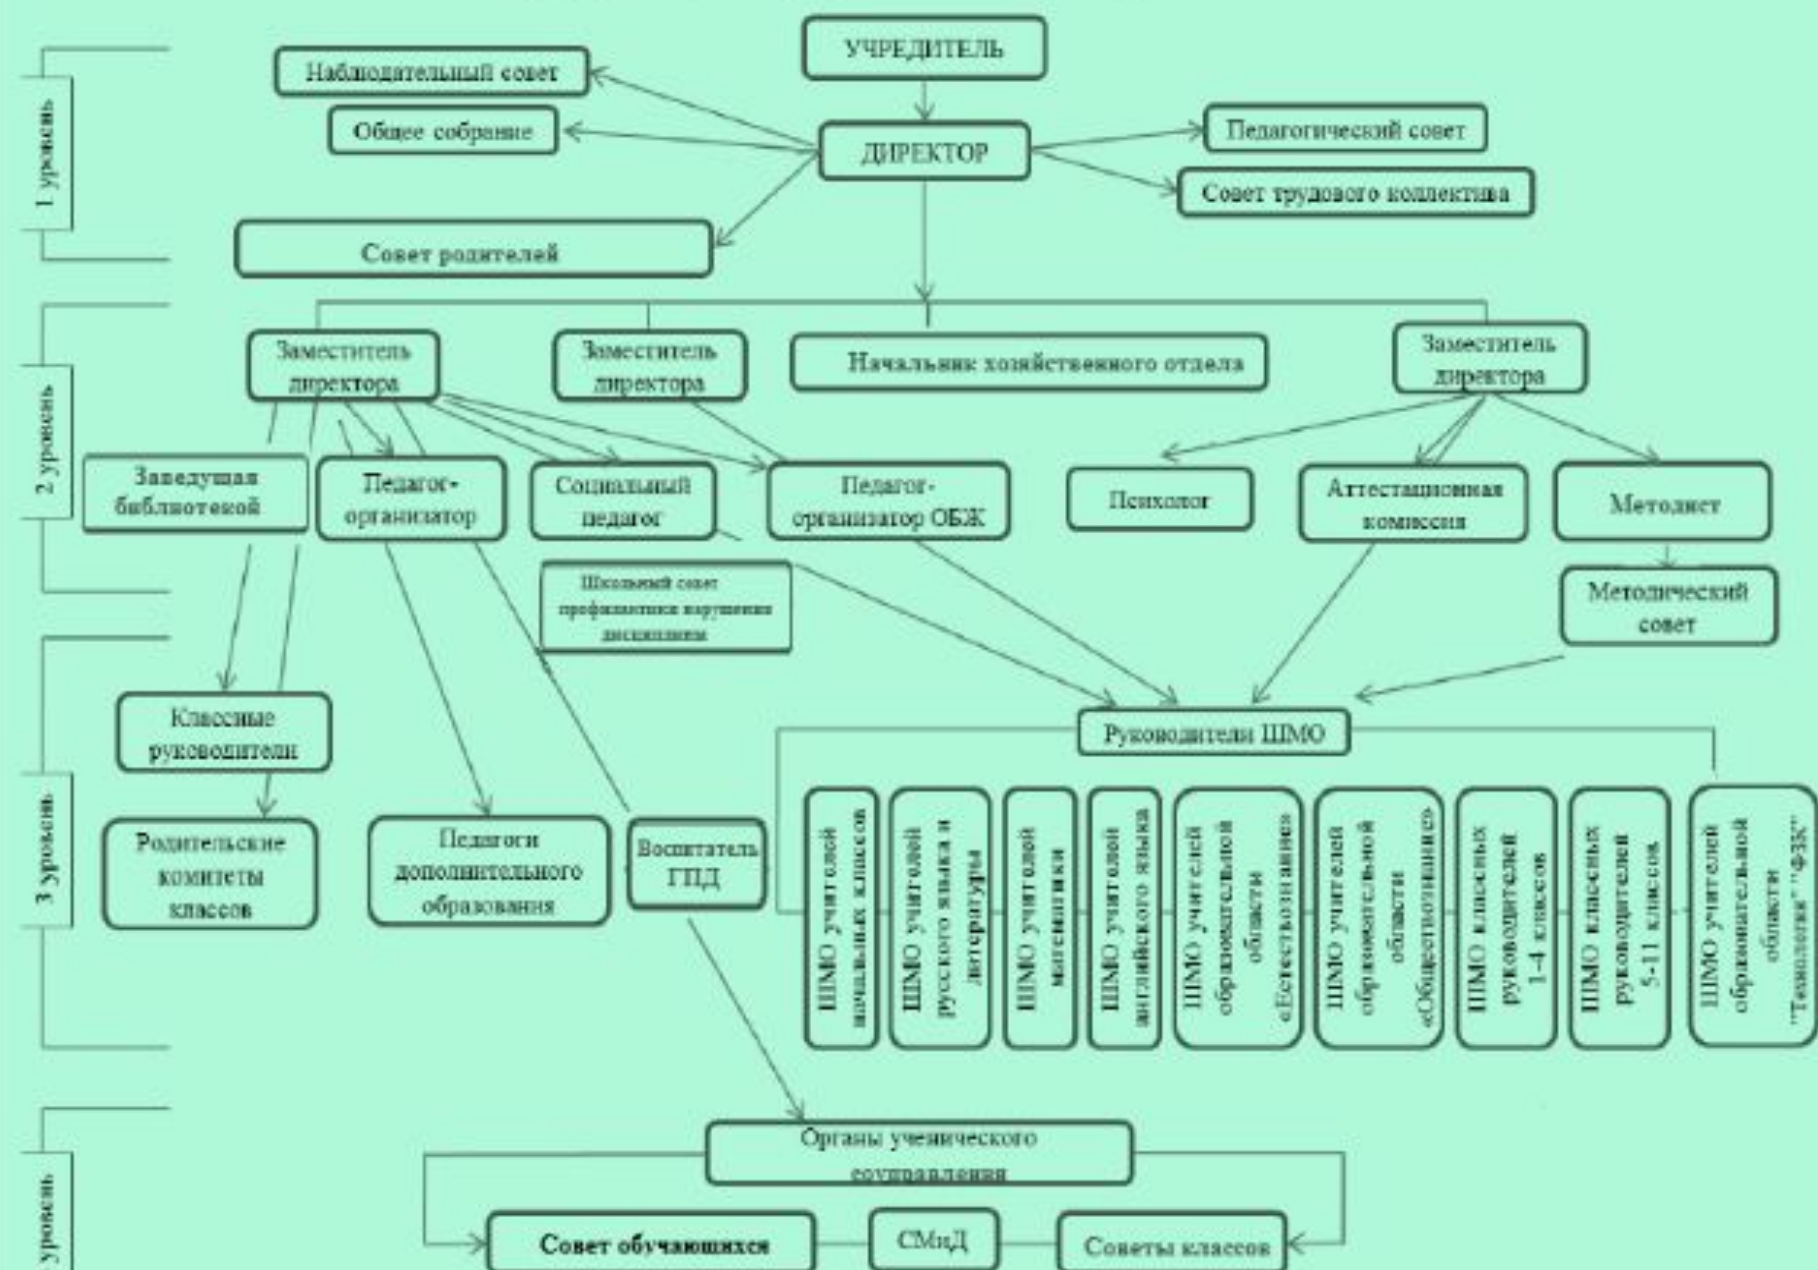 УЧРЕДИТЕЛЬ
Наблюдательный совет
Общее собрание
ДИРЕКТОР
Педагогический совет
Совет трудового коллектива
Совет родителей
1 уровень
Заместитель
директора
Заместитель
директора
Начальник хозяйственного отдела
Заместитель
директора
2 уровень
Заведущая
библиотекой
Педагог-
организатор
Социальный
педагог
Педагог-
организатор ОБЖ
Психолог
Аттестационная
комиссия
Методист
Школьный совет
профилактики нарушения
дисциплием
Методический
совет
3 уровень
Классные
руководители
Руководители ШМО
Родительские
комитеты
классов
Педагоги
дополнительного
образования
Воспитатель
ГПД
ШМО учителей
начальных классов
ШМО учителей
русского языка и
литературы
ШМО учителей
математики
ШМО учителей
английского языка
ШМО учителей
образовательной
области
«Естествознание»
ШМО учителей
образовательной
области
«Обществознание»
ШМО классных
руководителей
1-4 классов
ШМО классных
руководителей
5-11 классов
ШМО учителей
образовательной
области
"Технология" "ФЗК"
уровень
Органы ученического
соуправления
Совет обучающихся
СМиД
Советы классов